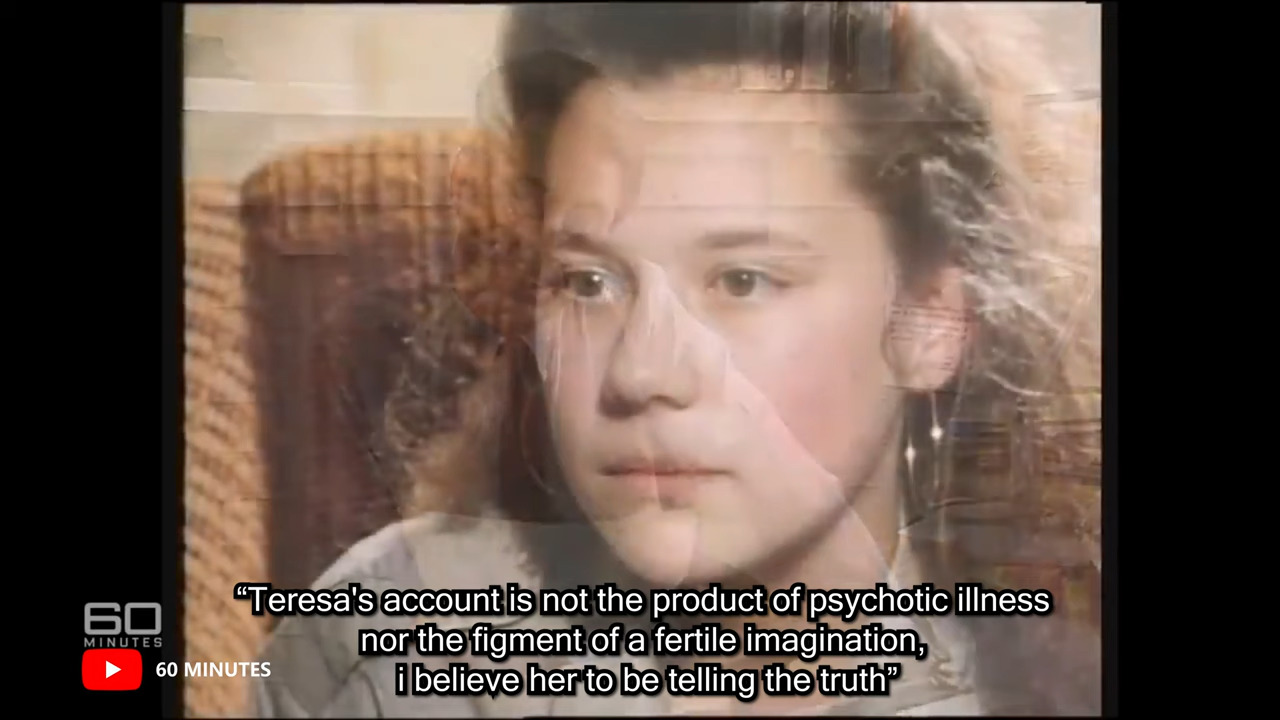 “Teresa's account is not the product of psychotic illness
nor the figment of a fertile imagination,
i believe her to be telling the truth”
60
MINUTES
60 MINUTES